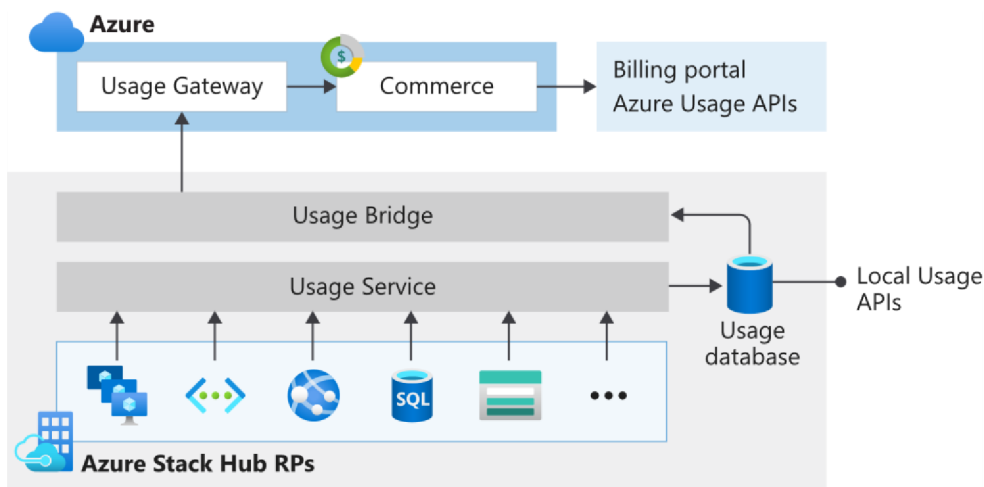 Azure
Usage Gateway
$
Commerce
Billing portal
Azure Usage APIs
Usage Bridge
Usage Service
Local Usage
APIs
Usage
database
SQL
Azure Stack Hub RPs